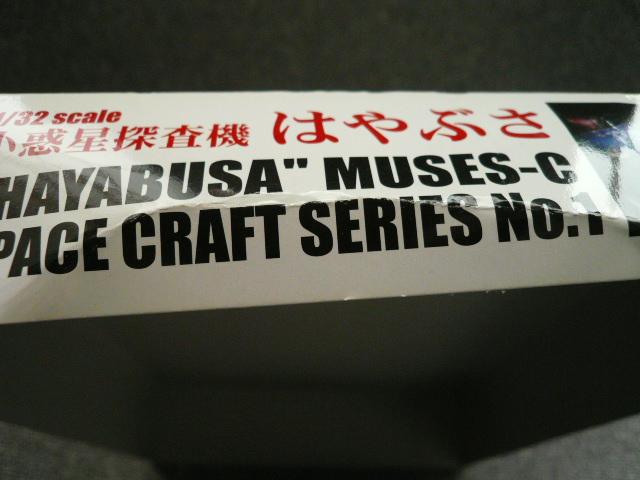 /32 scale
小惑星探査機 はやぶさ
HAYABUSA" MUSES-C
PACE CRAFT SERIES No.1